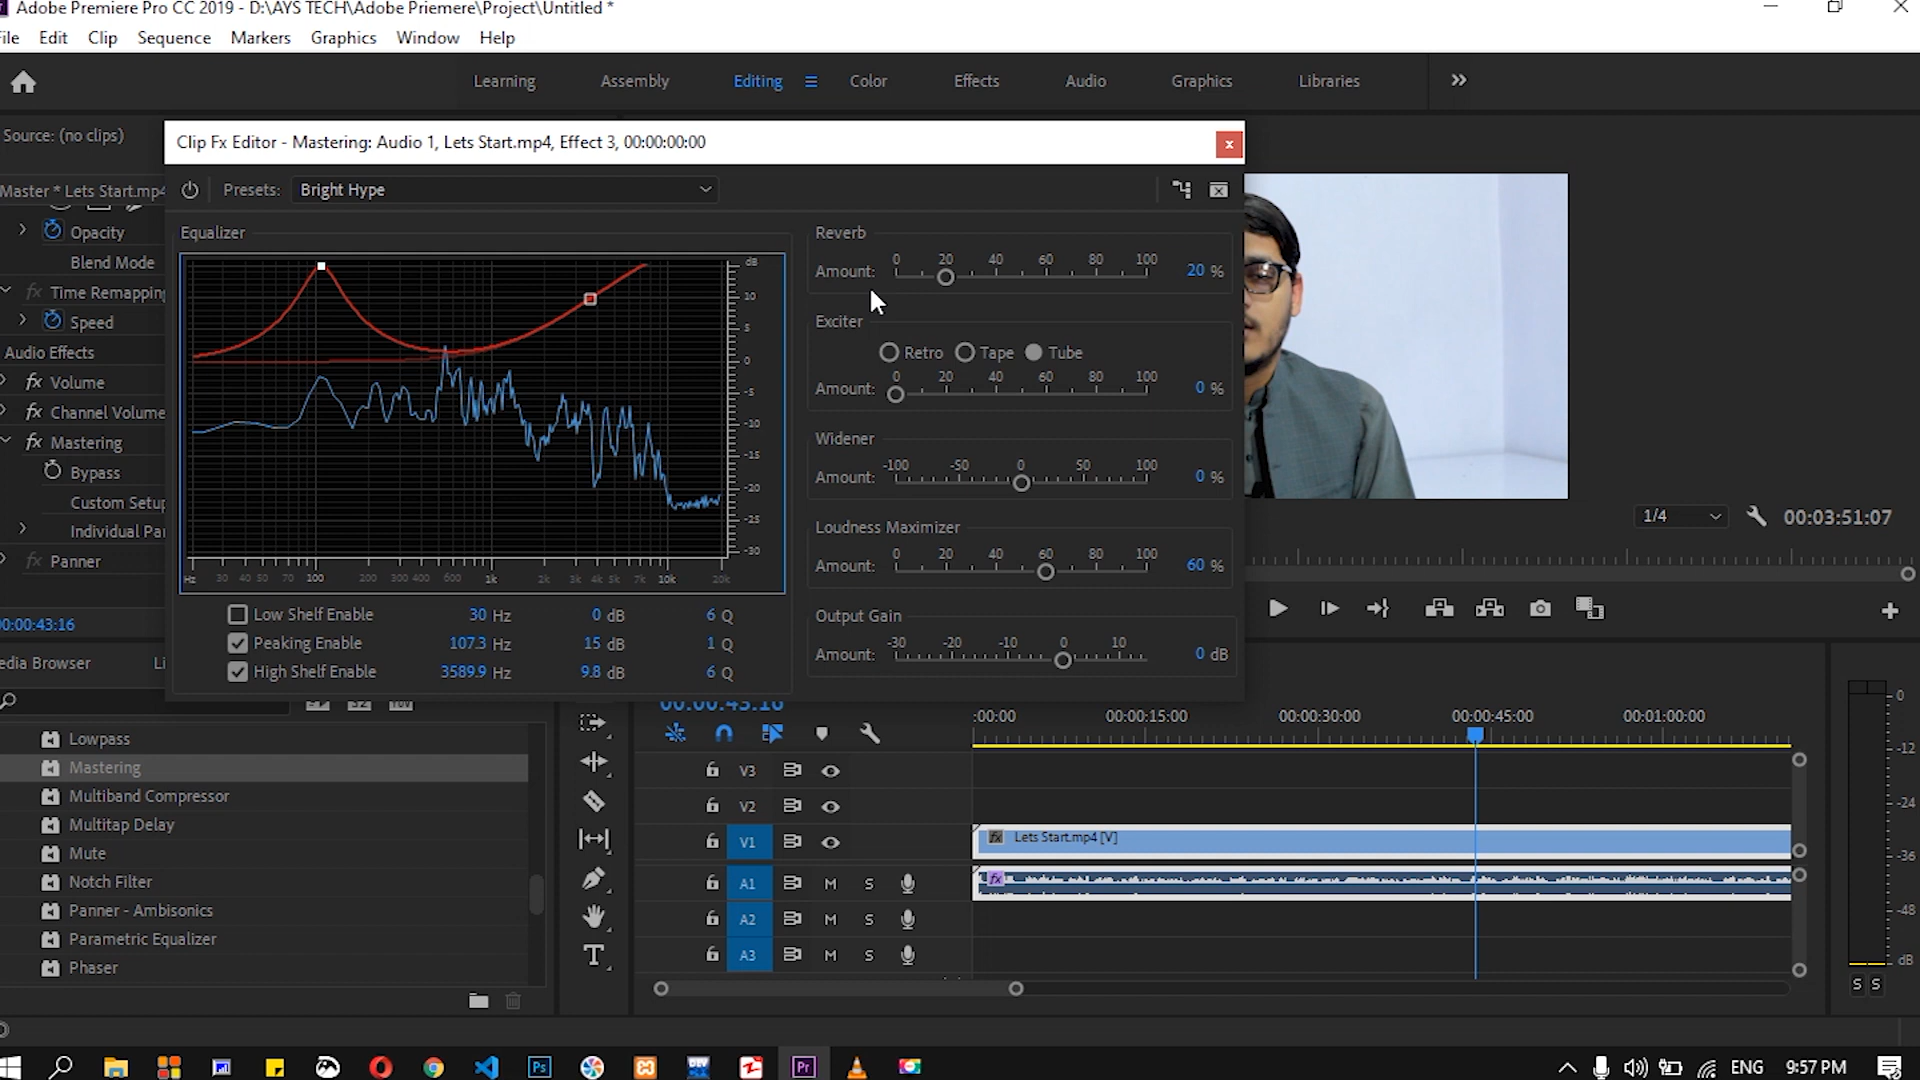 Adobe Premiere Pro CC 2019 - D:\AYS TECH\Adobe Priemere\Project\Untitled *
File Edit Clip Sequence Markers Graphics Window Help
Learning Assembly Editing Color Effects Audio Graphics Libraries
Source: (no clips)
Clip Fx Editor - Mastering: Audio 1, Lets Start.mp4, Effect 3, 00:00:00:00
Master * Lets Start.mp4
Presets: Bright Hype
Opacity
Blend Mode
fx Time Remapping
Speed
Audio Effects
fx Volume
fx Channel Volume
fx Mastering
Bypass
Custom Setup
Individual Pa
fx Panner
00:00:43:16
Equalizer
dB
10
5
0
-5
-10
-15
-20
-25
-30
Hz 30 40 50 70 100 200 300 400 600 1k 2k 3k 4k 5k 7k 10k 20k
Low Shelf Enable 30 Hz 0 dB 6 Q
Peaking Enable 107.3 Hz 15 dB 1 Q
High Shelf Enable 3589.9 Hz 9.8 dB 6 Q
Reverb
0 20 40 60 80 100
Amount: 20 %
Exciter
Retro Tape Tube
0 20 40 60 80 100
Amount: 0 %
Widener
-100 -50 0 50 100
Amount: 0 %
Loudness Maximizer
0 20 40 60 80 100
Amount: 60 %
Output Gain
-30 -20 -10 0 10
Amount: 0 dB
1/4 00:03:51:07
edia Browser Li
Lowpass
Mastering
Multiband Compressor
Multitap Delay
Mute
Notch Filter
Panner - Ambisonics
Parametric Equalizer
Phaser
00:00:43:16
:00:00 00:00:15:00 00:00:30:00 00:00:45:00 00:01:00:00
V3
V2
V1 fx Lets Start.mp4 [V]
A1 M S fx
A2 M S
A3 M S
0
-12
-24
-36
-48
dB
S S
Ps Pr ENG 9:57 PM